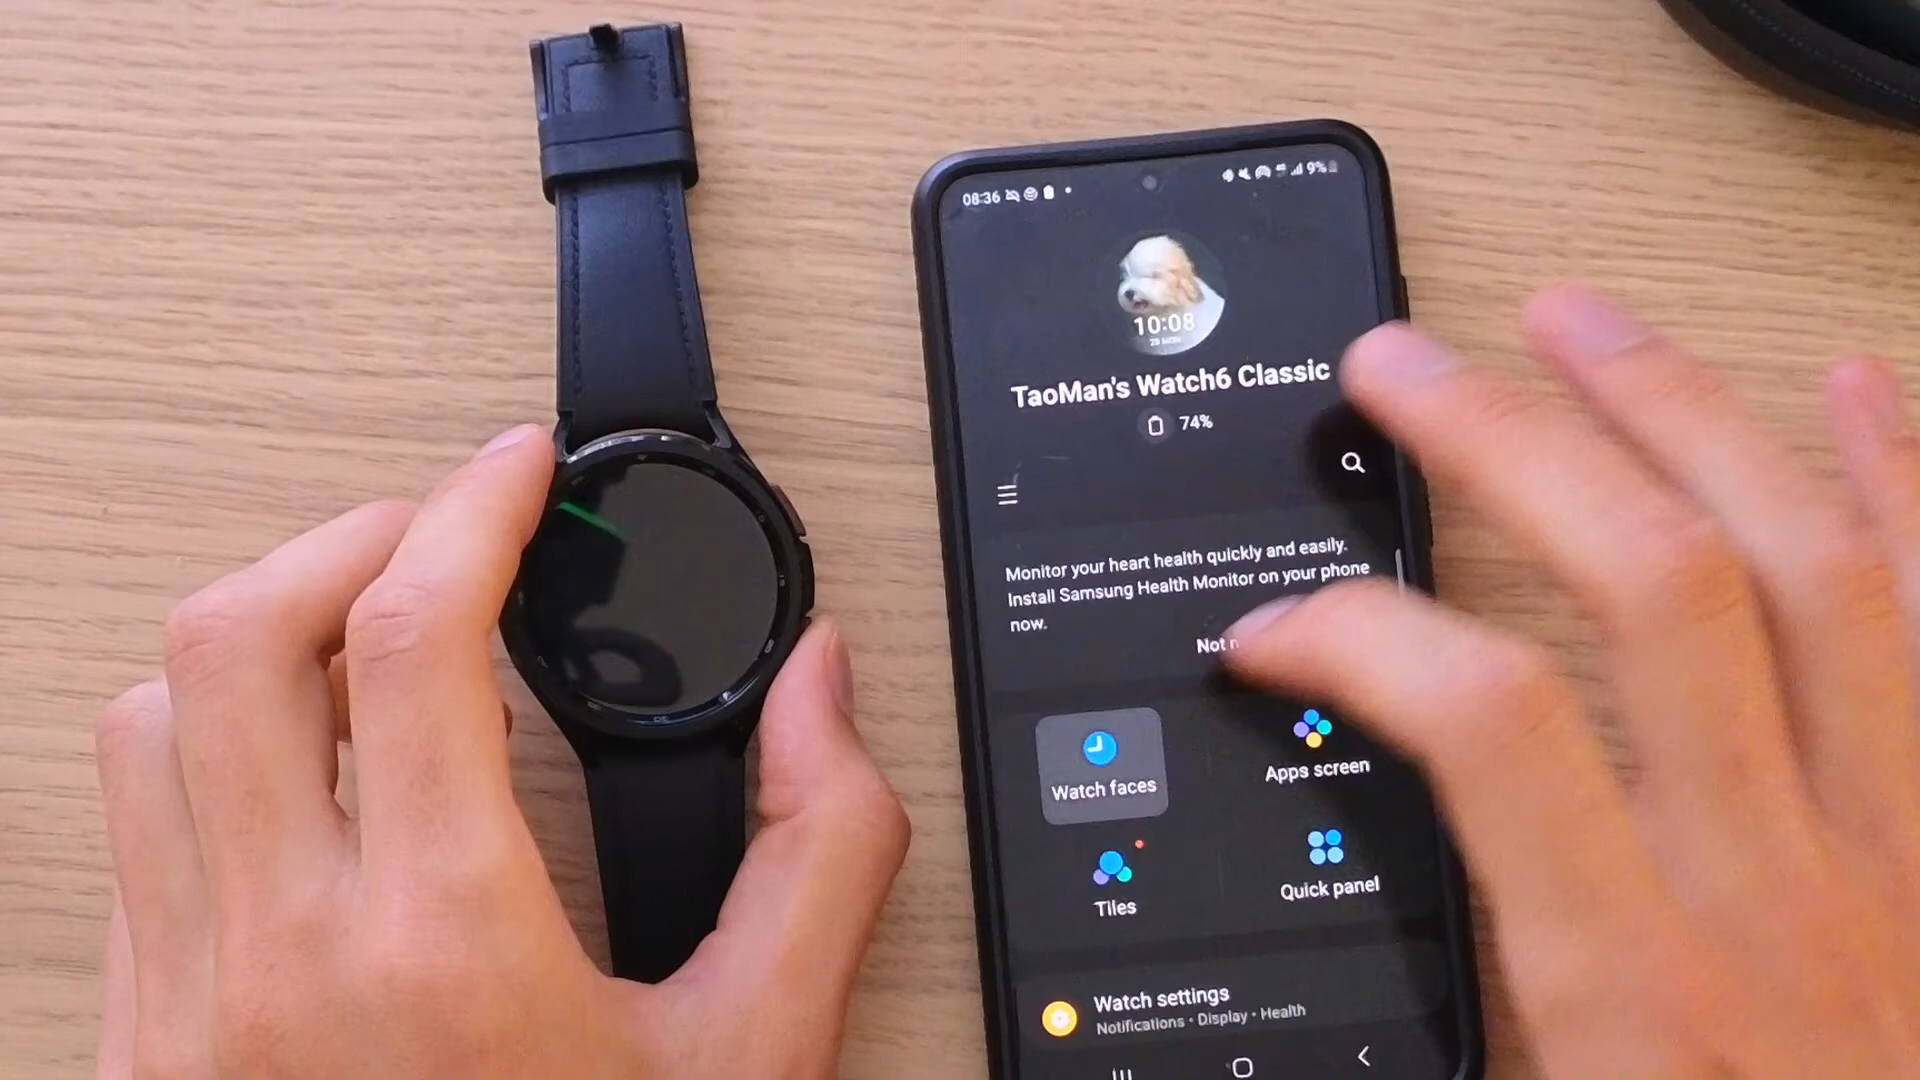 08:36
9%
10:08
TaoMan's Watch6 Classic
74%
Monitor your heart health quickly and easily.
Install Samsung Health Monitor on your phone
now.
Not
Watch faces
Apps screen
Tiles
Quick panel
Watch settings
Notifications • Display • Health